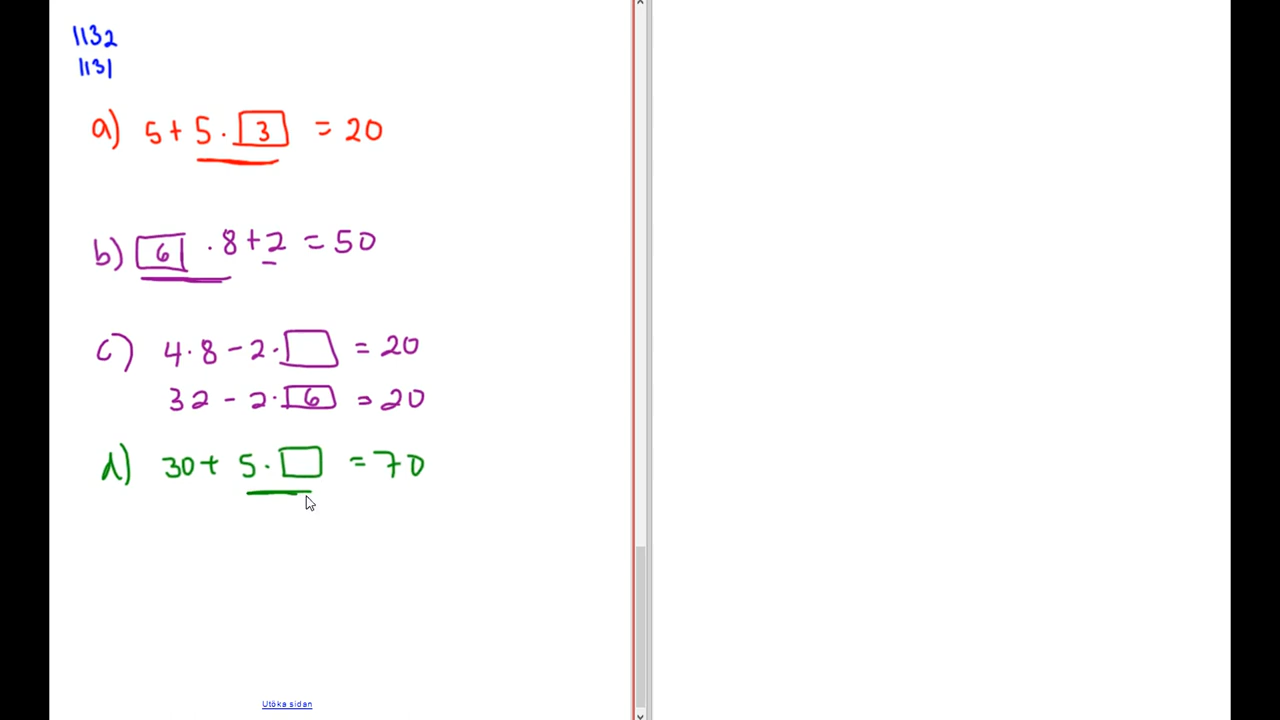 1132
1131
a) 5 + 5 · 3 = 20
b) 6 · 8 + 2 = 50
c) 4 · 8 - 2 · □ = 20
32 - 2 · 6 = 20
d) 30 + 5 · □ = 70
Utöka sidan